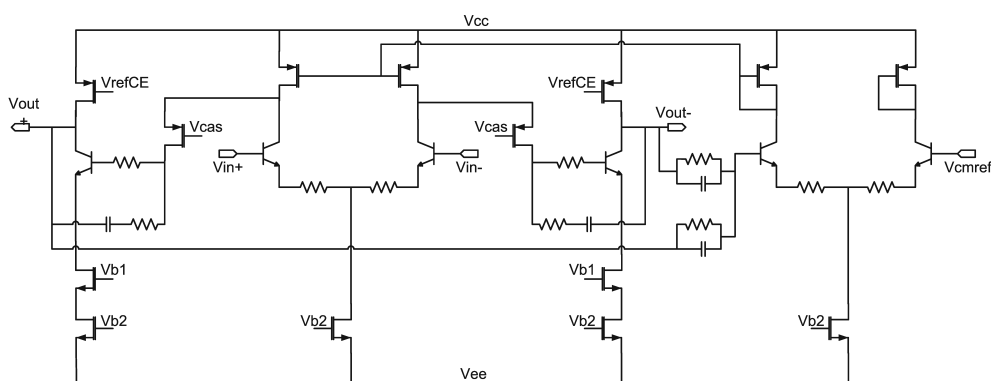 Vcc
VrefCE
VrefCE
Vout
+
Vout-
Vcas
Vcas
Vin+
Vin-
Vcmref
Vb1
Vb1
Vb2
Vb2
Vb2
Vb2
Vee